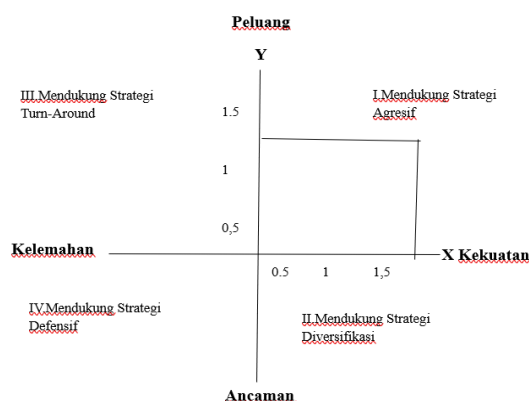 Peluang
Y
III.Mendukung Strategi
Turn-Around
I.Mendukung Strategi
Agresif
1.5
1
0,5
Kelemahan
X Kekuatan
0.5 1 1,5
IV.Mendukung Strategi
Defensif
II.Mendukung Strategi
Diversifikasi
Ancaman